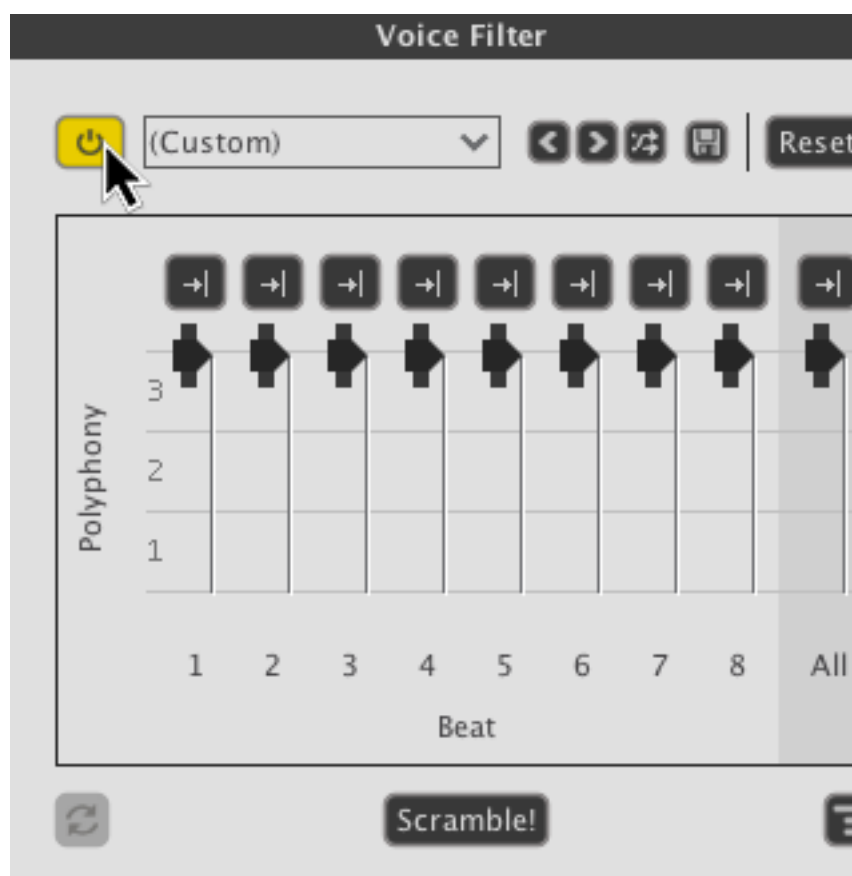 Voice Filter
(Custom)
Reset
3
2
1
Polyphony
1 2 3 4 5 6 7 8 All
Beat
Scramble!